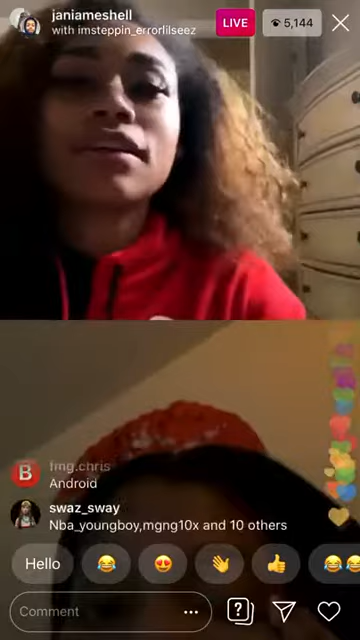 janiameshell
with imsteppin_errorlilseez
LIVE
5,144
fmg.chris
B
Android
swaz_sway
Nba_youngboy,mgng10x and 10 others
Hello
Comment